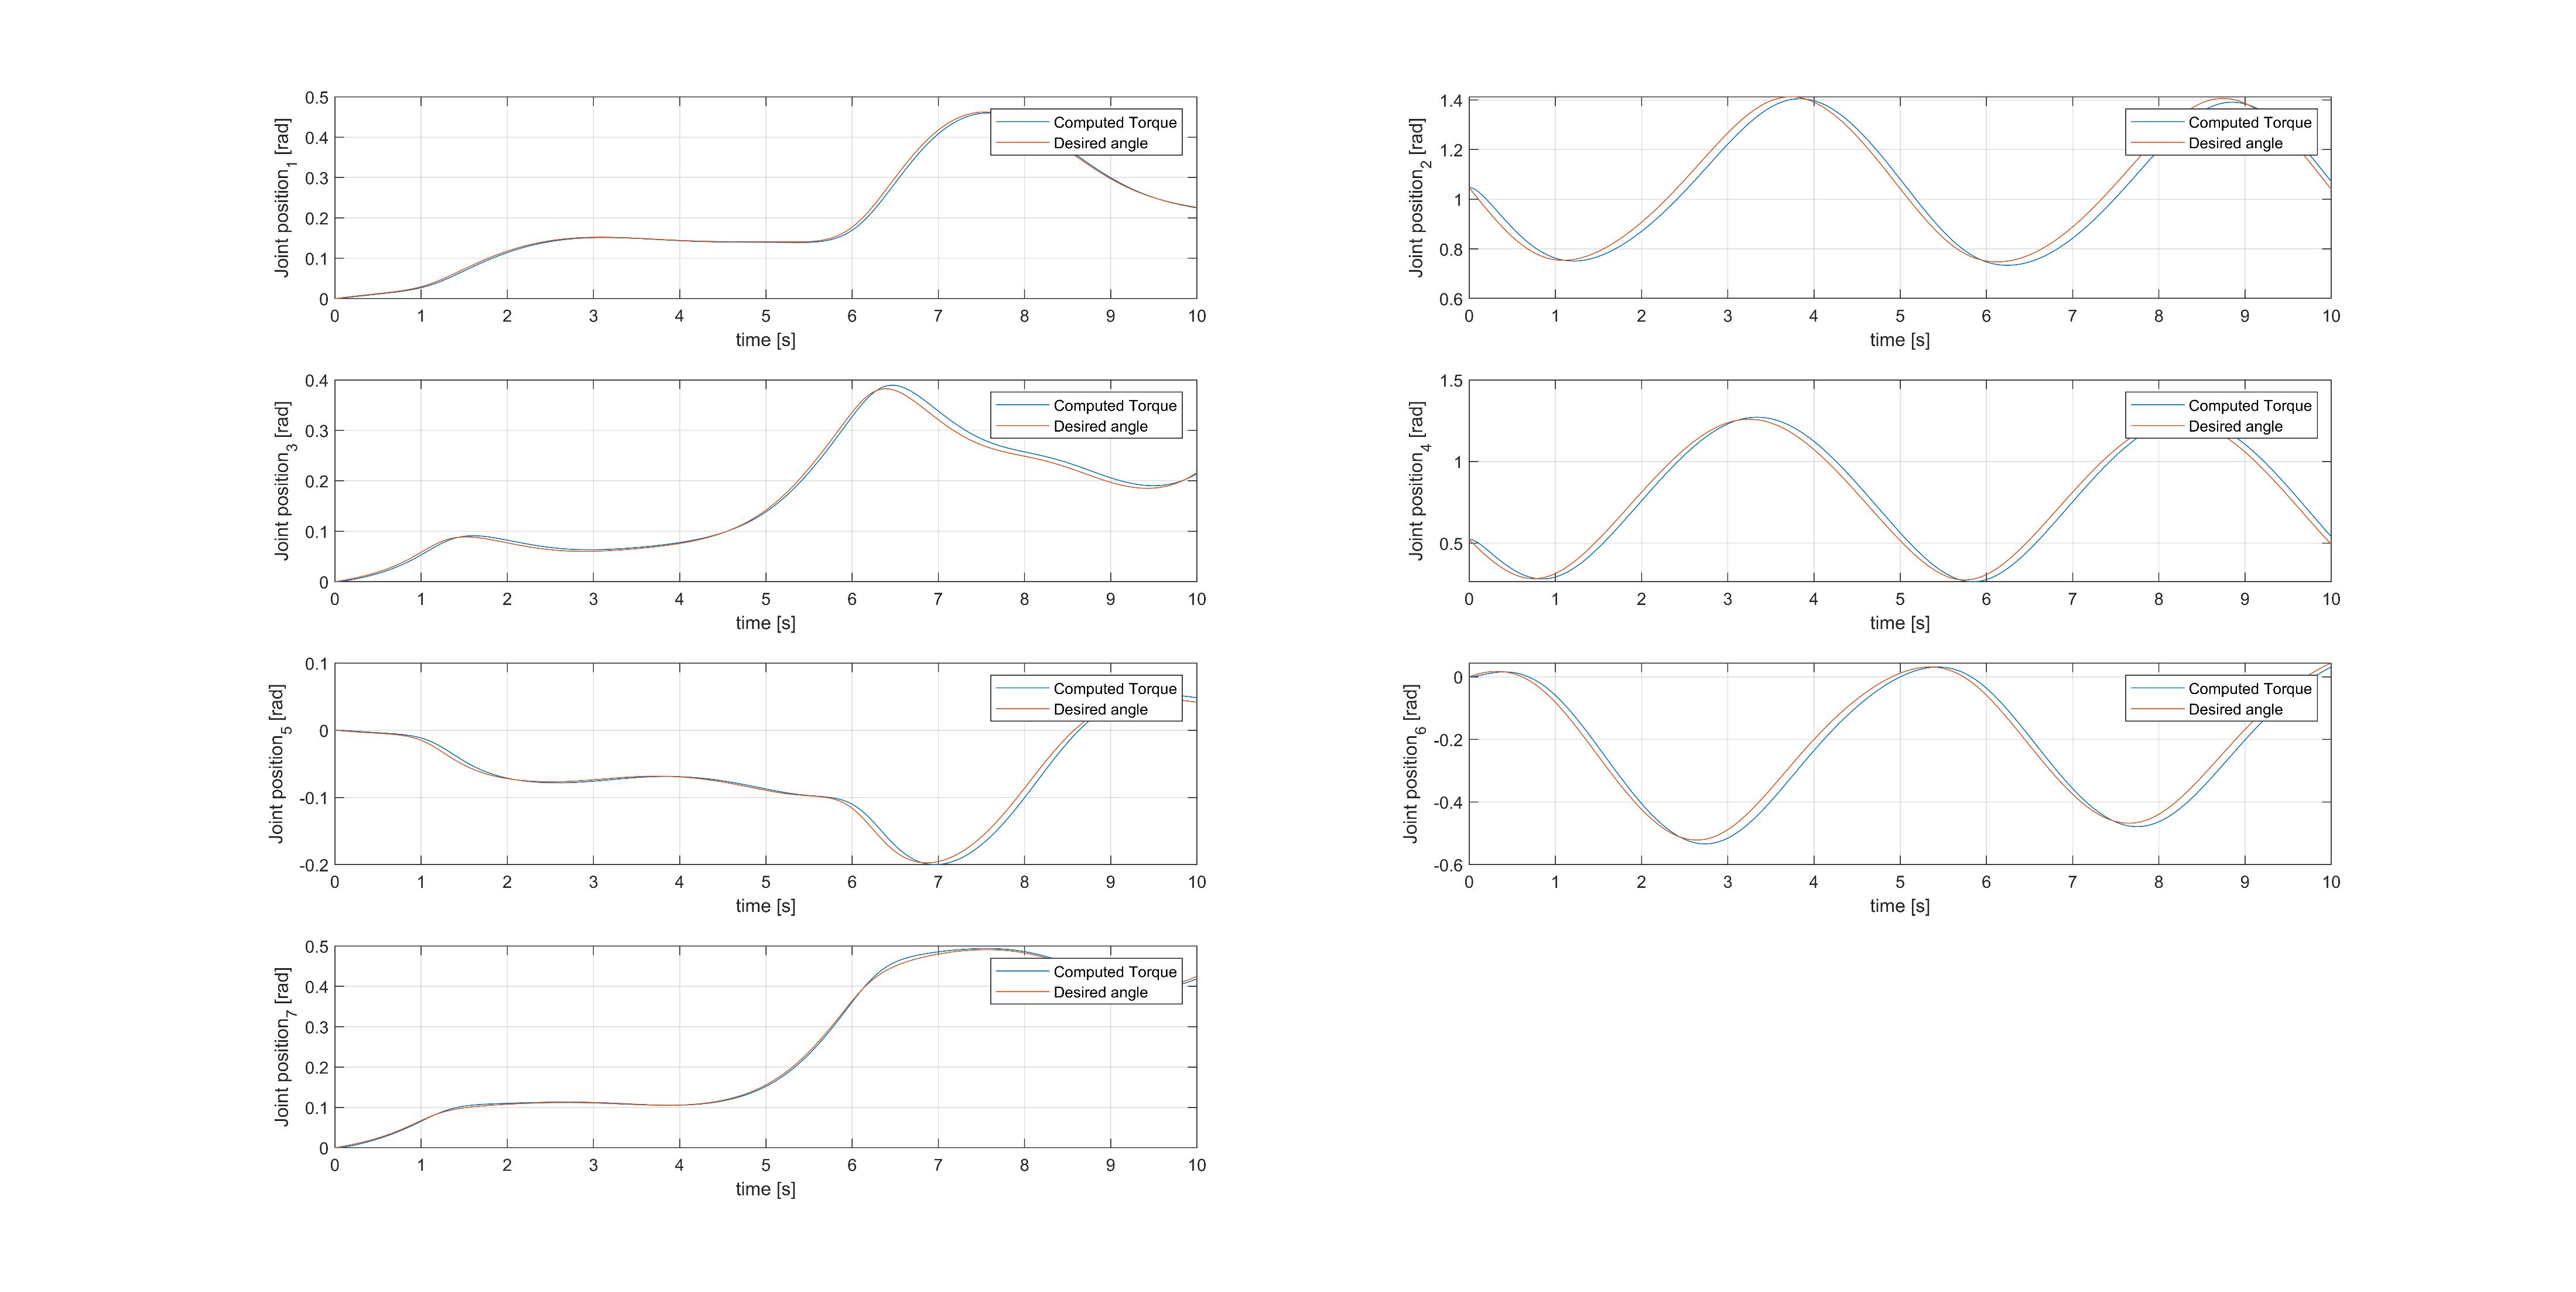 0.5
0.4
0.3
0.2
0.1
0
Joint position1 [rad]
Computed Torque
Desired angle
0 1 2 3 4 5 6 7 8 9 10
time [s]
1.4
1.2
1
0.8
0.6
Joint position2 [rad]
Computed Torque
Desired angle
0 1 2 3 4 5 6 7 8 9 10
time [s]
0.4
0.3
0.2
0.1
0
Joint position3 [rad]
Computed Torque
Desired angle
0 1 2 3 4 5 6 7 8 9 10
time [s]
1.5
1
0.5
Joint position4 [rad]
Computed Torque
Desired angle
0 1 2 3 4 5 6 7 8 9 10
time [s]
0.1
0
-0.1
-0.2
Joint position5 [rad]
Computed Torque
Desired angle
0 1 2 3 4 5 6 7 8 9 10
time [s]
0
-0.2
-0.4
-0.6
Joint position6 [rad]
Computed Torque
Desired angle
0 1 2 3 4 5 6 7 8 9 10
time [s]
0.5
0.4
0.3
0.2
0.1
0
Joint position7 [rad]
Computed Torque
Desired angle
0 1 2 3 4 5 6 7 8 9 10
time [s]